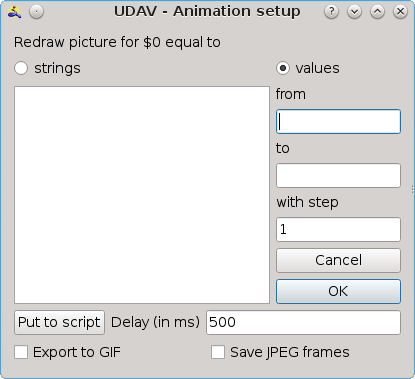 UDAV - Animation setup
Redraw picture for $0 equal to
strings
values
from
to
with step
1
Cancel
OK
Put to script Delay (in ms) 500
Export to GIF Save JPEG frames